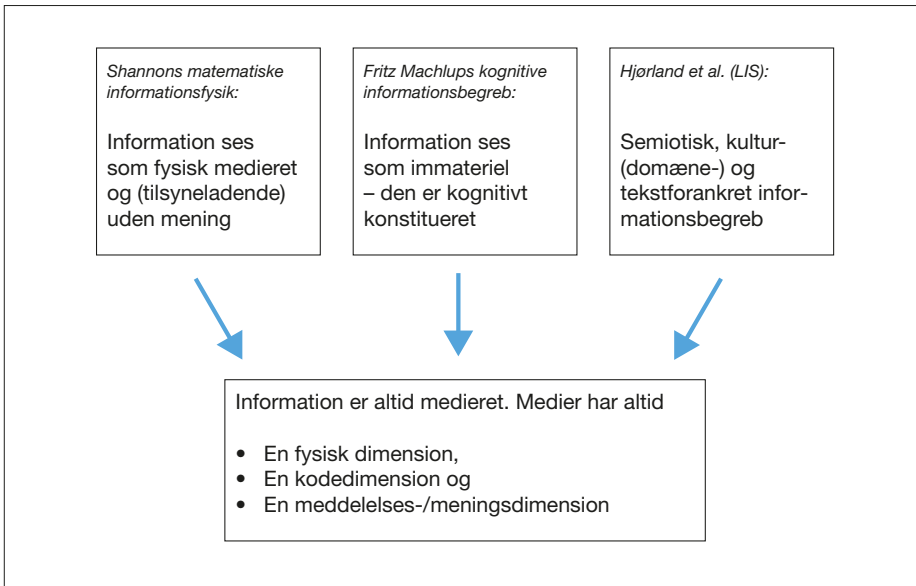 Shannons matematiske
informationsfysik:
Information ses
som fysisk medieret
og (tilsyneladende)
uden mening
Fritz Machlups kognitive
informationsbegreb:
Information ses
som immateriel
– den er kognitivt
konstitueret
Hjørland et al. (LIS):
Semiotisk, kultur-
(domæne-) og
tekstforankret infor-
mationsbegreb
Information er altid medieret. Medier har altid
• En fysisk dimension,
• En kodedimension og
• En meddelelses-/meningsdimension